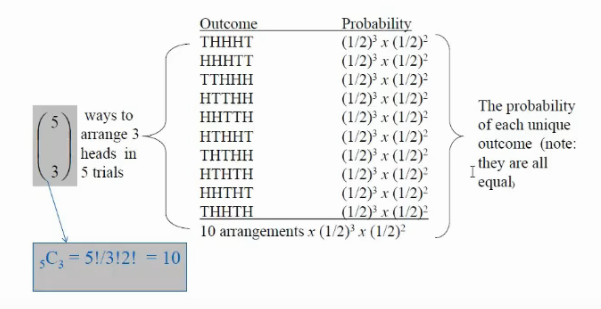 Outcome Probability
THHHT (1/2)³ x (1/2)²
HHHTT (1/2)³ x (1/2)²
TTHHH (1/2)³ x (1/2)²
HTTHH (1/2)³ x (1/2)²
HHTTH (1/2)³ x (1/2)²
HTHHT (1/2)³ x (1/2)²
THTHH (1/2)³ x (1/2)²
HTHTH (1/2)³ x (1/2)²
HHTHT (1/2)³ x (1/2)²
THHTH (1/2)³ x (1/2)²
10 arrangements x (1/2)³ x (1/2)²
5
3
ways to
arrange 3
heads in
5 trials
The probability
of each unique
outcome (note:
they are all
equal)
₅C₃ = 5!/3!2! = 10